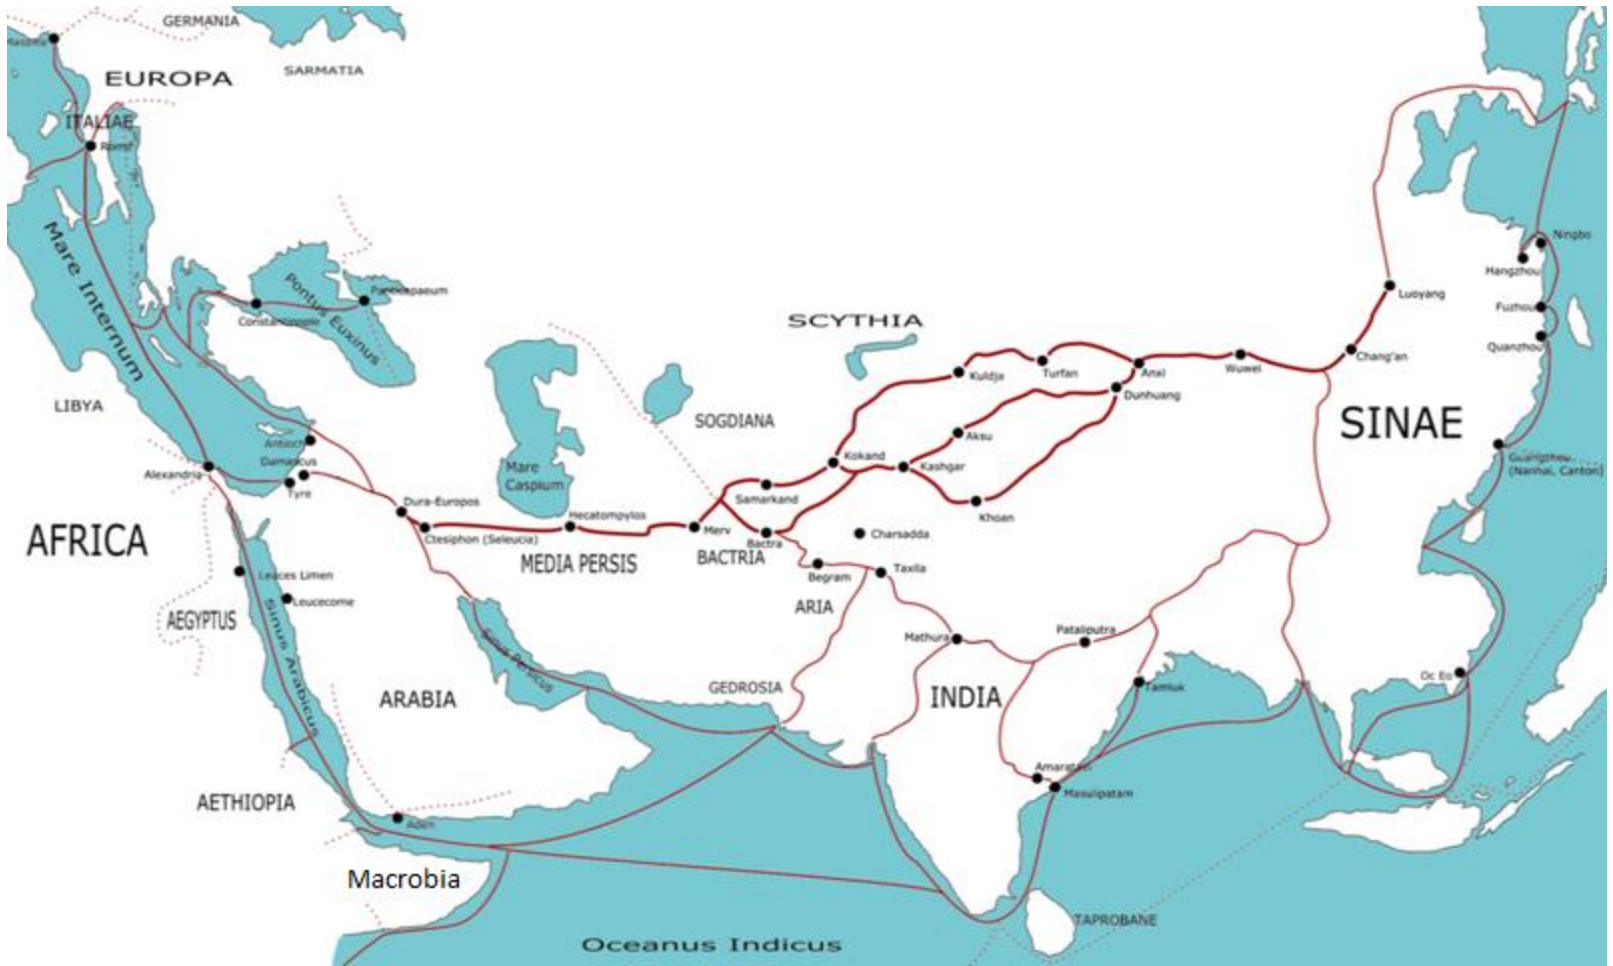 GERMANIA
SARMATIA
EUROPA
ITALIAE
Rome
Mare Internum
Pontus Euxinus
Panticapaeum
Constantinople
SCYTHIA
LIBYA
SOGDIANA
Mare
Caspium
Kuldja
Turfan
Anxi
Wuwei
Chang'an
Luoyang
Ningbo
Hangzhou
Fuzhou
Quanzhou
SINAE
Dunhuang
Aksu
Kokand
Kashgar
Khoan
Samarkand
Antioch
Damascus
Tyre
Alexandria
Guangzhou
(Nanhai, Canton)
AFRICA
Dura-Europos
Ctesiphon (Seleucia)
Hecatompylos
Merv
Bactra
Charsadda
MEDIA PERSIS
BACTRIA
Begram
Taxila
ARIA
Leuces Limen
Leucecome
AEGYPTUS
Sinus Arabicus
Sinus Persicus
Mathura
Pataliputra
ARABIA
GEDROSIA
INDIA
Tamluk
Oc Eo
AETHIOPIA
Aden
Masulipatam
Macrobia
TAPROBANE
Oceanus Indicus